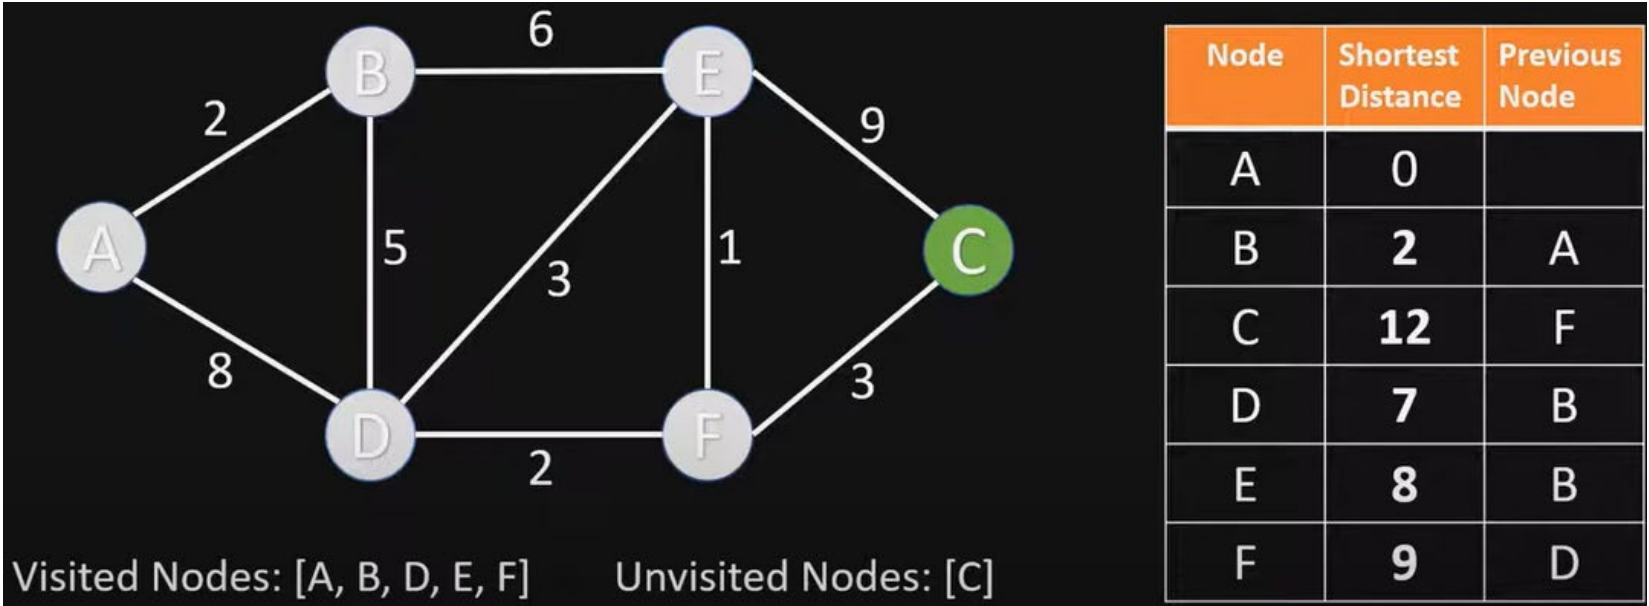 6
B
E
2
9
A
5
3
1
C
8
3
D
F
2
Visited Nodes: [A, B, D, E, F]
Unvisited Nodes: [C]
Node Shortest Distance Previous Node
A 0
B 2 A
C 12 F
D 7 B
E 8 B
F 9 D